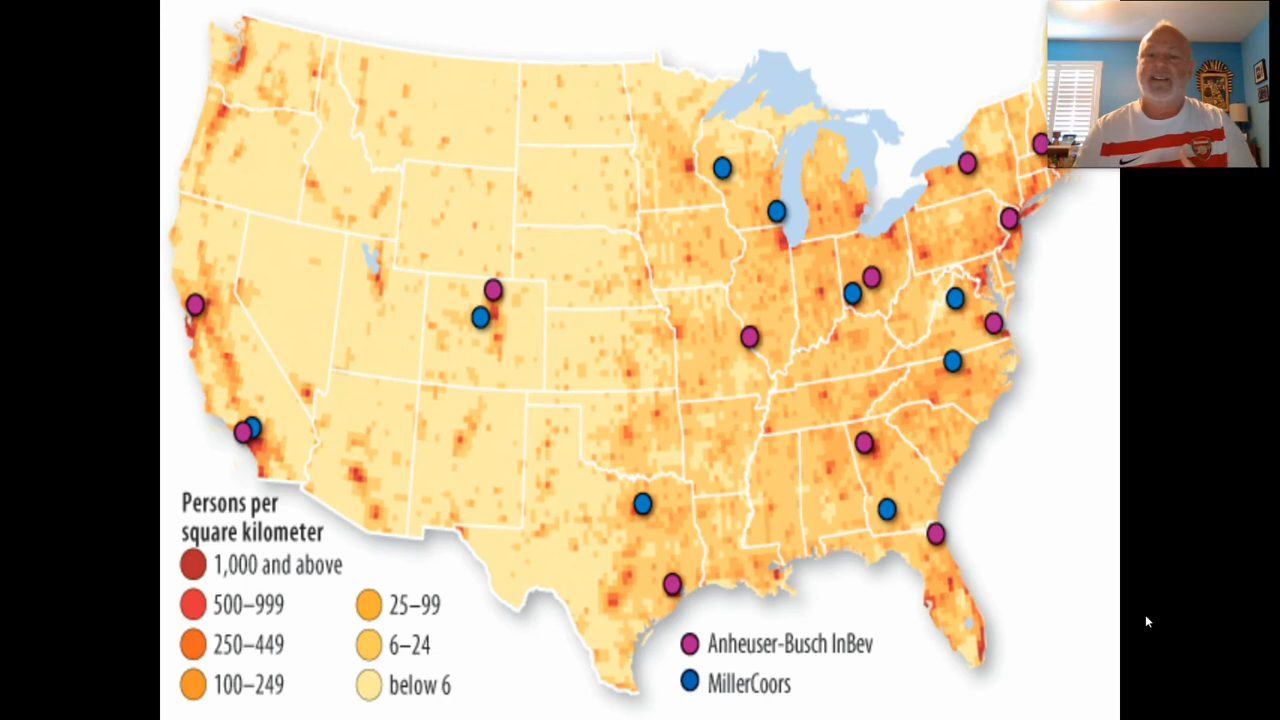 Persons per
square kilometer
1,000 and above
500–999
250–449
100–249
25–99
6–24
below 6
Anheuser-Busch InBev
MillerCoors